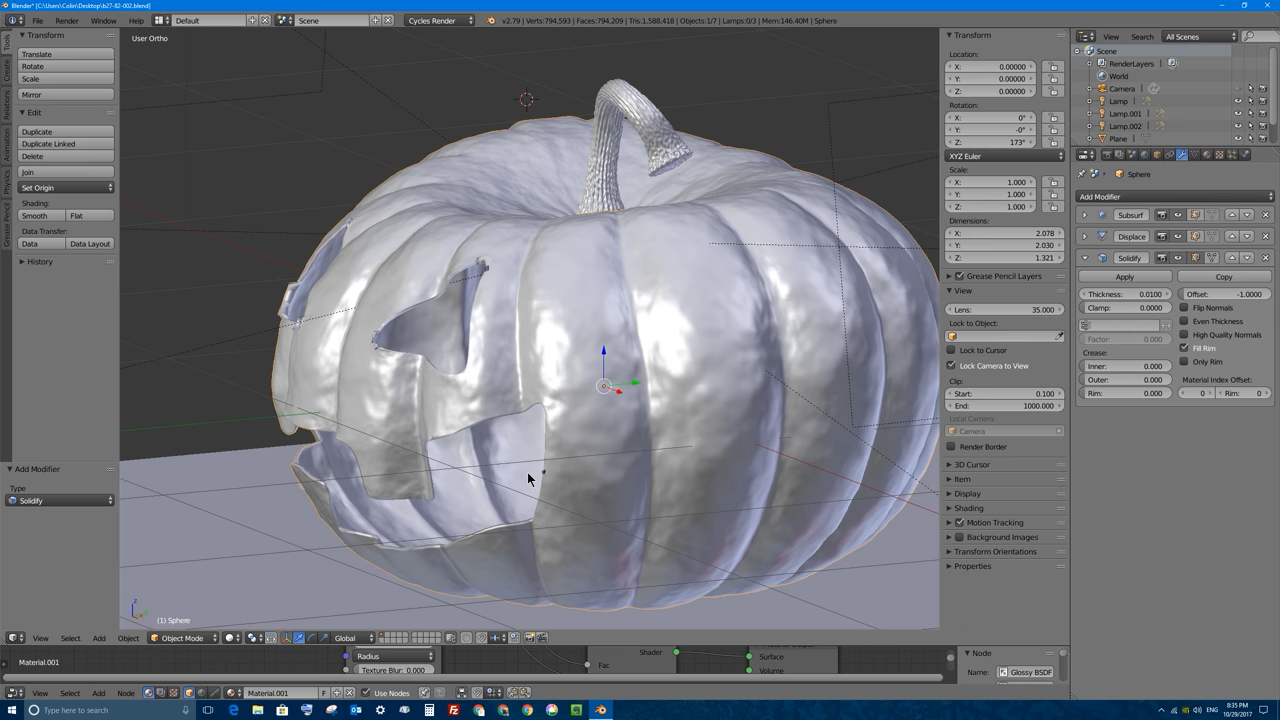 Blender* [C:\Users\Colin\Desktop\b27-82-002.blend]
File Render Window Help Default Scene Cycles Render v2.79 | Verts:794,593 | Faces:794,209 | Tris:1,588,418 | Objects:1/7 | Lamps:0/3 | Mem:146.40M | Sphere
Tools
Create
Relations
Animation
Physics
Grease Pencil
Transform
Translate
Rotate
Scale
Mirror
Edit
Duplicate
Duplicate Linked
Delete
Join
Set Origin
Shading:
Smooth Flat
Data Transfer:
Data Data Layout
History
Add Modifier
Type
Solidify
User Ortho
(1) Sphere
Transform
Location:
X: 0.00000
Y: 0.00000
Z: 0.00000
Rotation:
X: 0°
Y: -0°
Z: 173°
XYZ Euler
Scale:
X: 1.000
Y: 1.000
Z: 1.000
Dimensions:
X: 2.078
Y: 2.030
Z: 1.321
Grease Pencil Layers
View
Lens: 35.000
Lock to Object:
Lock to Cursor
Lock Camera to View
Clip:
Start: 0.100
End: 1000.000
Local Camera:
Camera
Render Border
3D Cursor
Item
Display
Shading
Motion Tracking
Background Images
Transform Orientations
Properties
View Search All Scenes
Scene
RenderLayers
World
Camera
Lamp
Lamp.001
Lamp.002
Plane
Sphere
Add Modifier
Subsurf
Displace
Solidify
Apply Copy
Thickness: 0.0100 Offset: -1.0000
Clamp: 0.0000 Flip Normals
Even Thickness
Factor: 0.000 High Quality Normals
Crease: Fill Rim
Inner: 0.000 Only Rim
Outer: 0.000 Material Index Offset:
Rim: 0.000 0 Rim: 0
View Select Add Object Object Mode Global
Material.001
Radius
Texture Blur: 0.000
Shader
Fac
Surface
Volume
Node
Name: Glossy BSDF
View Select Add Node Material.001 F Use Nodes
Type here to search
ENG
8:35 PM
10/29/2017